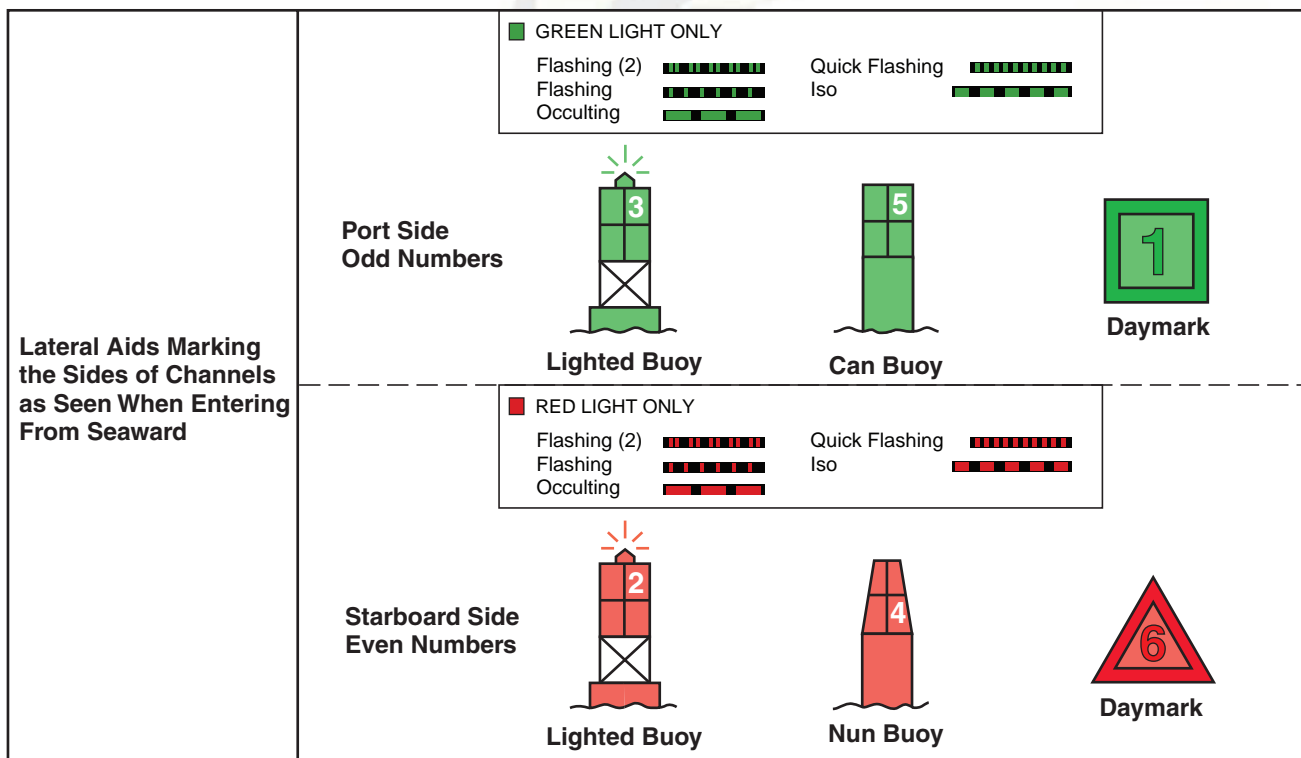 GREEN LIGHT ONLY
Flashing (2)
Quick Flashing
Flashing
Iso
Occulting
3
5
1
Port Side
Odd Numbers
Lighted Buoy
Can Buoy
Daymark
Lateral Aids Marking
the Sides of Channels
as Seen When Entering
From Seaward
RED LIGHT ONLY
Flashing (2)
Quick Flashing
Flashing
Iso
Occulting
2
4
6
Starboard Side
Even Numbers
Lighted Buoy
Nun Buoy
Daymark